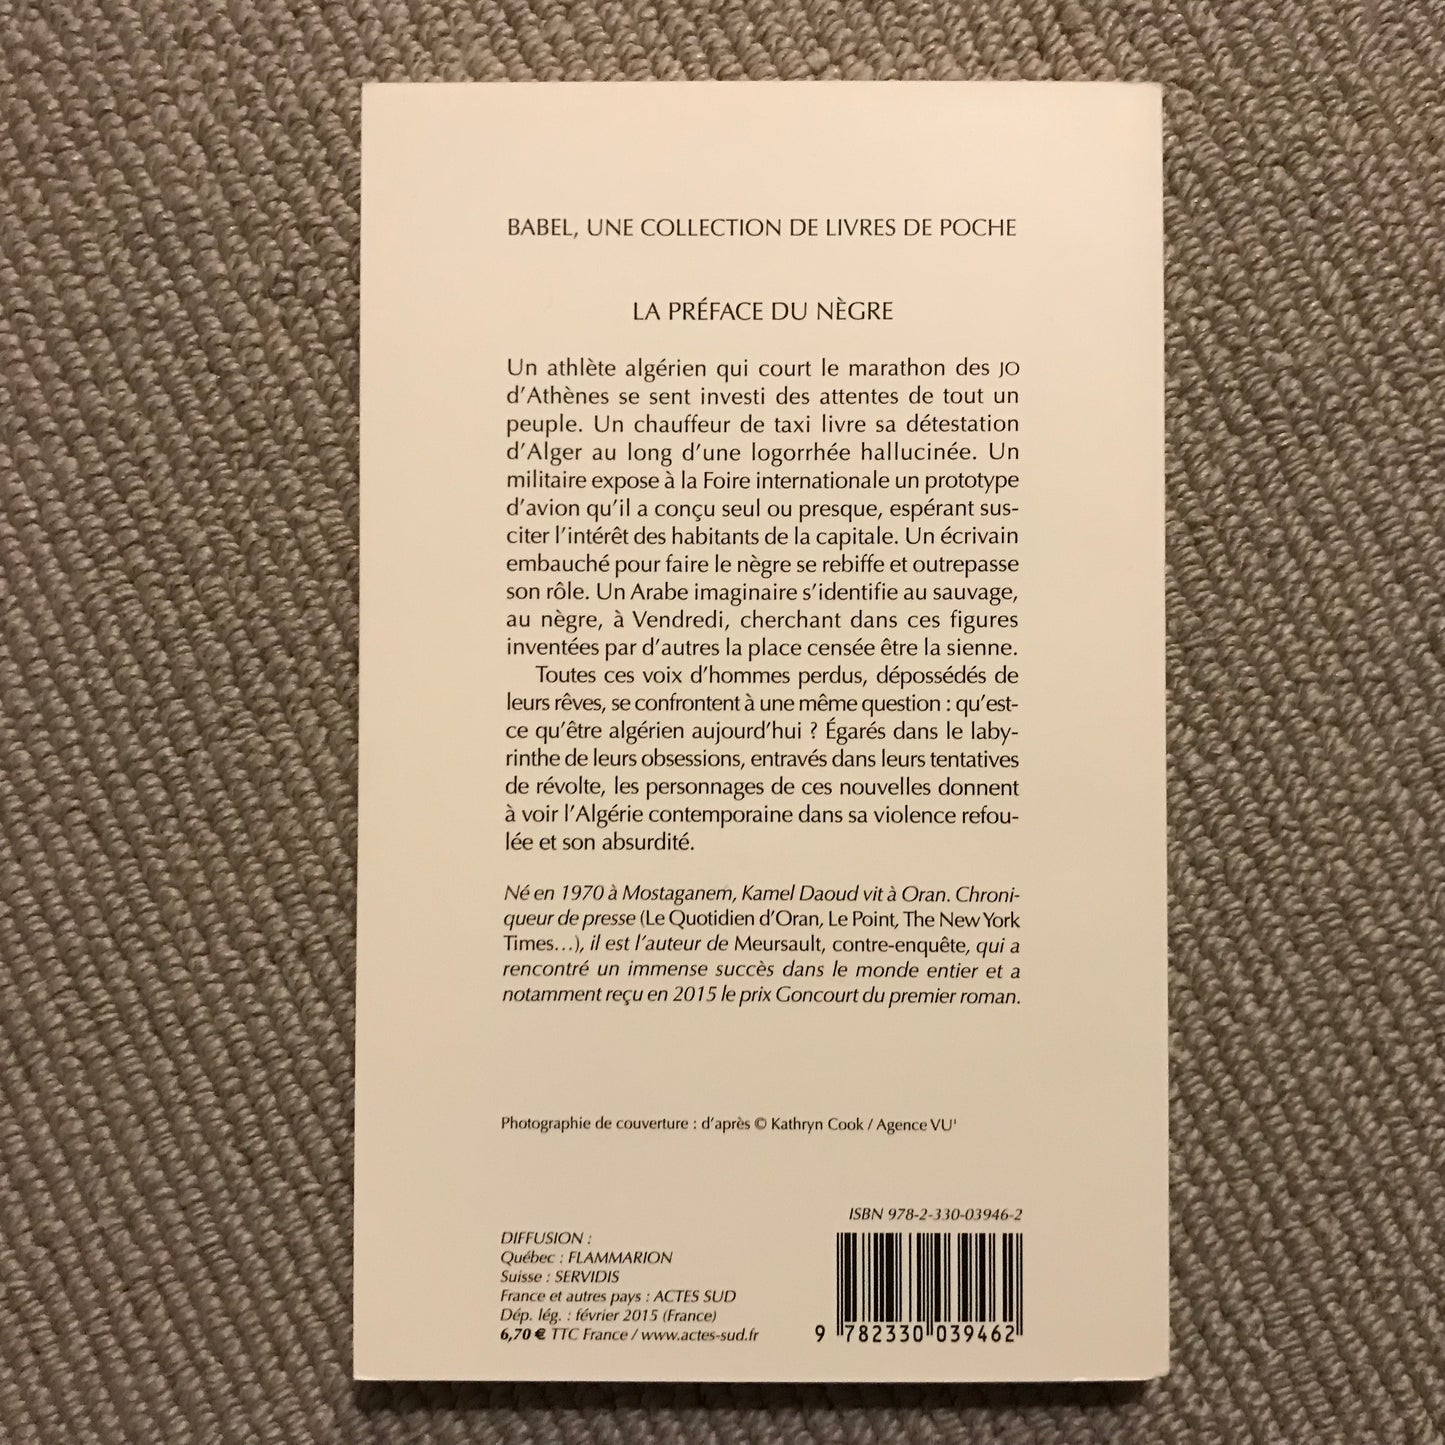 BABEL, UNE COLLECTION DE LIVRES DE POCHE
LA PRÉFACE DU NÈGRE
Un athlète algérien qui court le marathon des JO
d'Athènes se sent investi des attentes de tout un
peuple. Un chauffeur de taxi livre sa détestation
d'Alger au long d'une logorrhée hallucinée. Un
militaire expose à la Foire internationale un prototype
d'avion qu'il a conçu seul ou presque, espérant sus-
citer l'intérêt des habitants de la capitale. Un écrivain
embauché pour faire le nègre se rebiffe et outrepasse
son rôle. Un Arabe imaginaire s'identifie au sauvage,
au nègre, à Vendredi, cherchant dans ces figures
inventées par d'autres la place censée être la sienne.
Toutes ces voix d'hommes perdus, dépossédés de
leurs rêves, se confrontent à une même question : qu'est-
ce qu'être algérien aujourd'hui ? Égarés dans le laby-
rinthe de leurs obsessions, entravés dans leurs tentatives
de révolte, les personnages de ces nouvelles donnent
à voir l'Algérie contemporaine dans sa violence refou-
lée et son absurdité.
Né en 1970 à Mostaganem, Kamel Daoud vit à Oran. Chroni-
queur de presse (Le Quotidien d'Oran, Le Point, The New York
Times…), il est l'auteur de Meursault, contre-enquête, qui a
rencontré un immense succès dans le monde entier et a
notamment reçu en 2015 le prix Goncourt du premier roman.
Photographie de couverture : d'après © Kathryn Cook / Agence VU'
ISBN 978-2-330-03946-2
DIFFUSION :
Québec : FLAMMARION
Suisse : SERVIDIS
France et autres pays : ACTES SUD
Dép. lég. : février 2015 (France)
6,70 € TTC France / www.actes-sud.fr
9 782330 039462